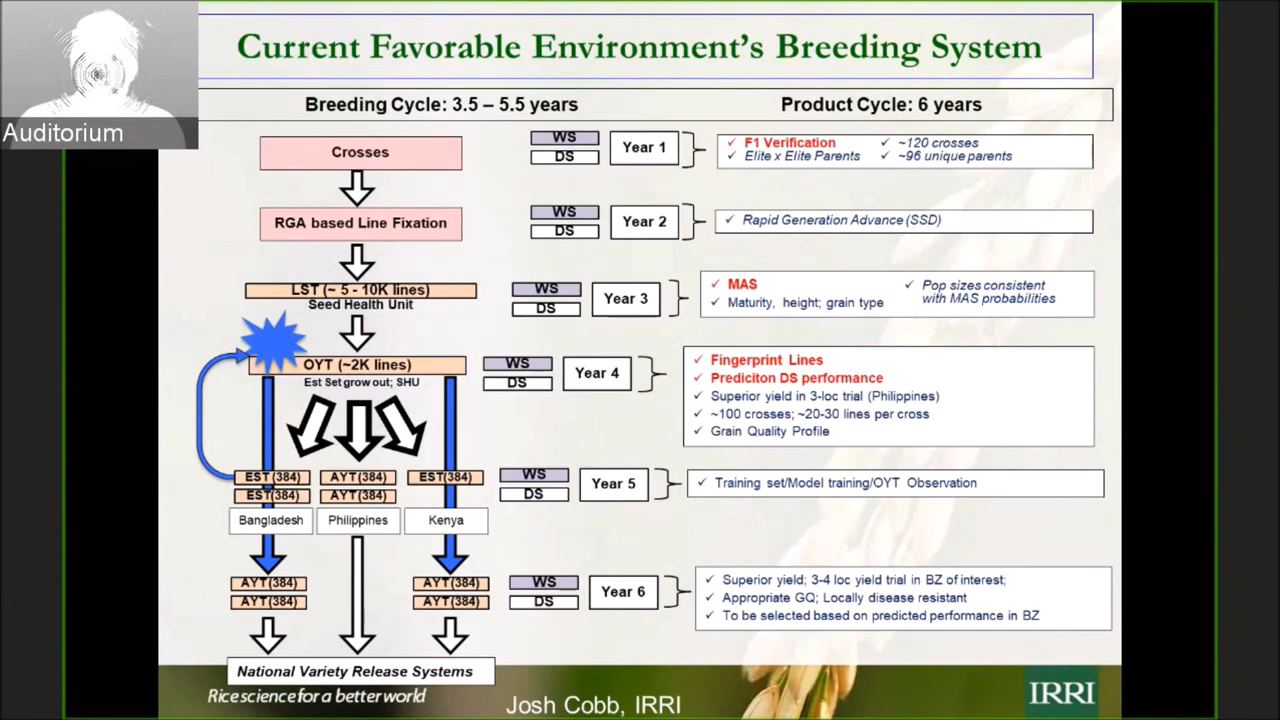 Auditorium
Current Favorable Environment's Breeding System
Breeding Cycle: 3.5 – 5.5 years
Product Cycle: 6 years
Crosses
WS
DS
Year 1
✓ F1 Verification
✓ ~120 crosses
✓ Elite x Elite Parents
✓ ~96 unique parents
RGA based Line Fixation
WS
DS
Year 2
✓ Rapid Generation Advance (SSD)
LST (~ 5 - 10K lines)
Seed Health Unit
WS
DS
Year 3
✓ MAS
✓ Maturity, height; grain type
✓ Pop sizes consistent
with MAS probabilities
OYT (~2K lines)
Est Set grow out; SHU
WS
DS
Year 4
✓ Fingerprint Lines
✓ Prediciton DS performance
✓ Superior yield in 3-loc trial (Philippines)
✓ ~100 crosses; ~20-30 lines per cross
✓ Grain Quality Profile
EST(384)
AYT(384)
EST(384)
EST(384)
AYT(384)
Bangladesh
Philippines
Kenya
WS
DS
Year 5
✓ Training set/Model training/OYT Observation
AYT(384)
AYT(384)
AYT(384)
AYT(384)
WS
DS
Year 6
✓ Superior yield; 3-4 loc yield trial in BZ of interest;
✓ Appropriate GQ; Locally disease resistant
✓ To be selected based on predicted performance in BZ
National Variety Release Systems
Rice science for a better world
Josh Cobb, IRRI
IRRI